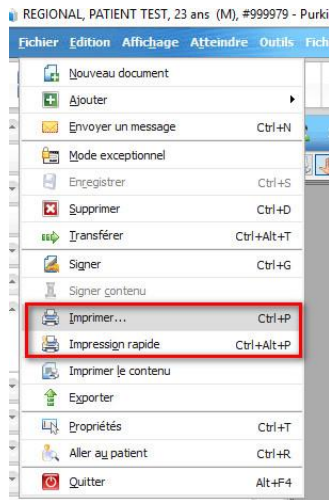 REGIONAL, PATIENT TEST, 23 ans (M), #999979 - Purki
Fichier Edition Affichage Atteindre Outils Fich
Nouveau document
Ajouter
Envoyer un message Ctrl+N
Mode exceptionnel
Enregistrer Ctrl+S
Supprimer Ctrl+D
Transférer Ctrl+Alt+T
Signer Ctrl+G
Signer contenu
Imprimer... Ctrl+P
Impression rapide Ctrl+Alt+P
Imprimer le contenu
Exporter
Propriétés Ctrl+T
Aller au patient Ctrl+R
Quitter Alt+F4